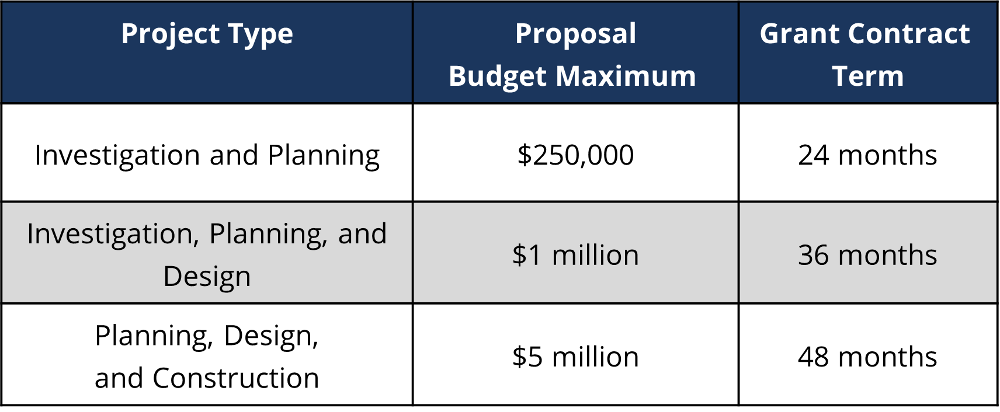 Project Type
Proposal
Budget Maximum
Grant Contract
Term
Investigation and Planning
$250,000
24 months
Investigation, Planning, and
Design
$1 million
36 months
Planning, Design,
and Construction
$5 million
48 months